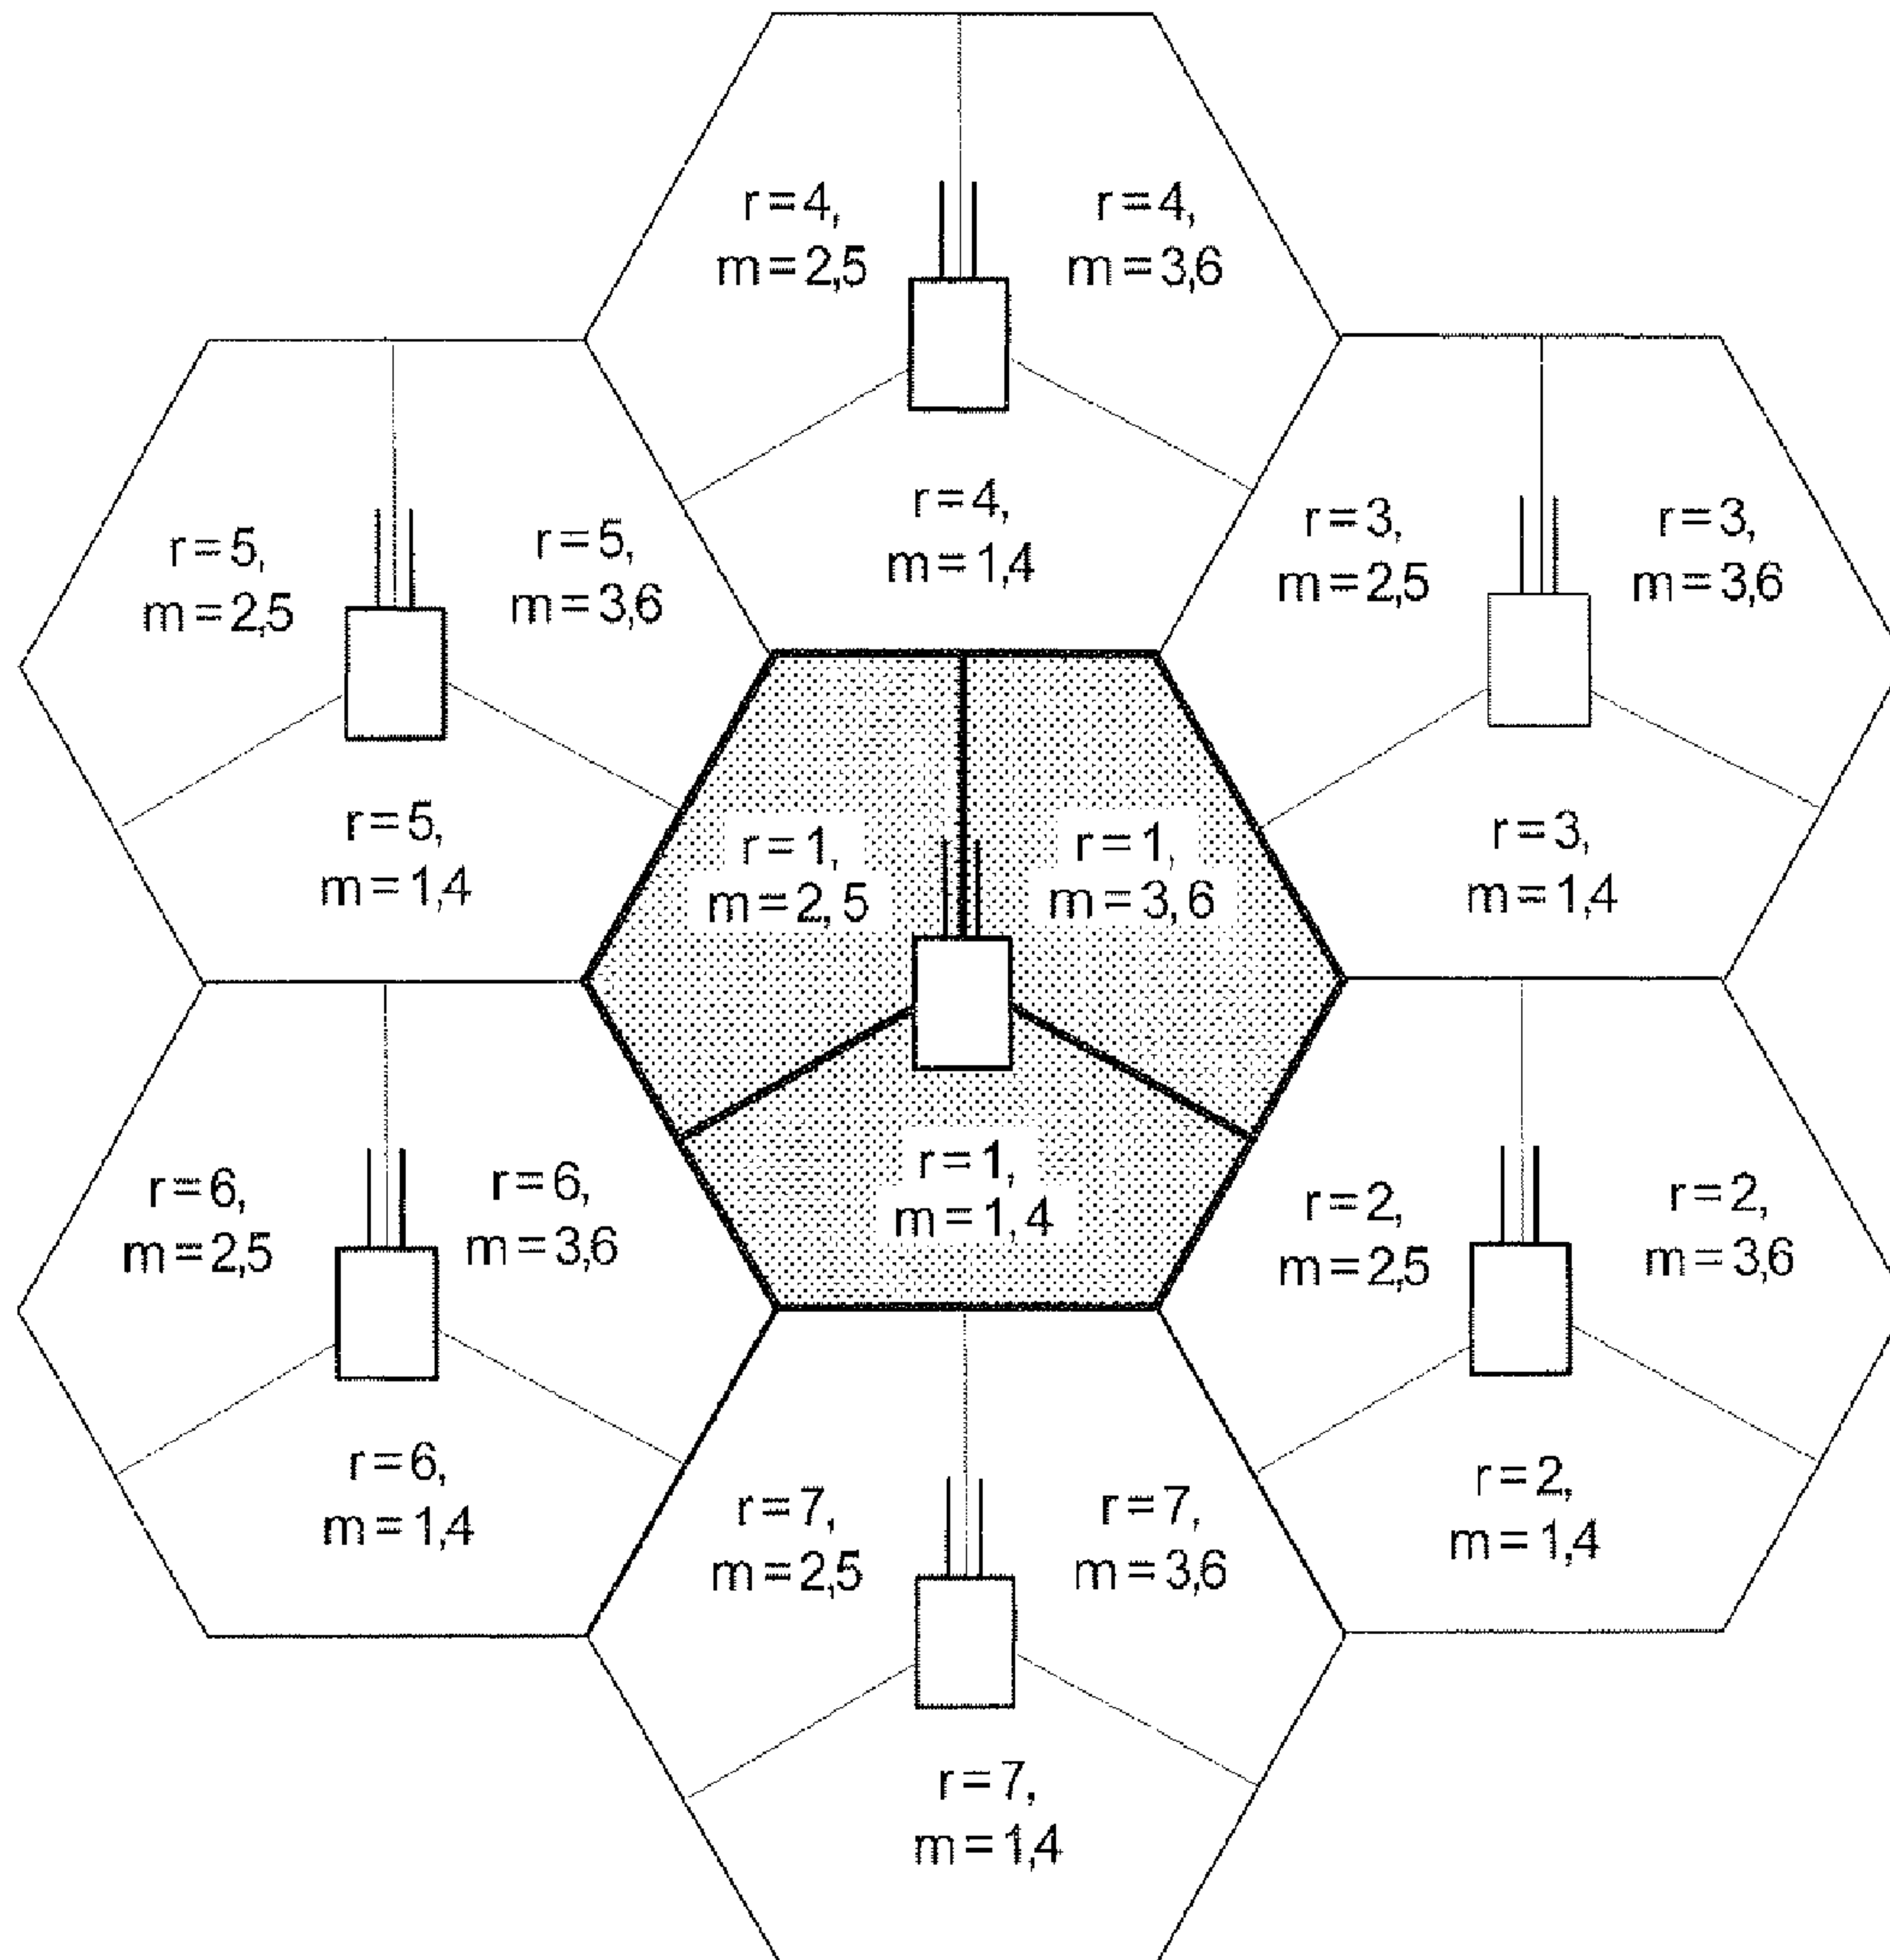 r=4,
m=2,5
r=4,
m=3,6
r=4,
m=1,4
r=5,
m=2,5
r=5,
m=3,6
r=5,
m=1,4
r=3,
m=2,5
r=3,
m=3,6
r=3,
m=1,4
r=1,
m=2,5
r=1,
m=3,6
r=1,
m=1,4
r=6,
m=2,5
r=6,
m=3,6
r=6,
m=1,4
r=2,
m=2,5
r=2,
m=3,6
r=2,
m=1,4
r=7,
m=2,5
r=7,
m=3,6
r=7,
m=1,4